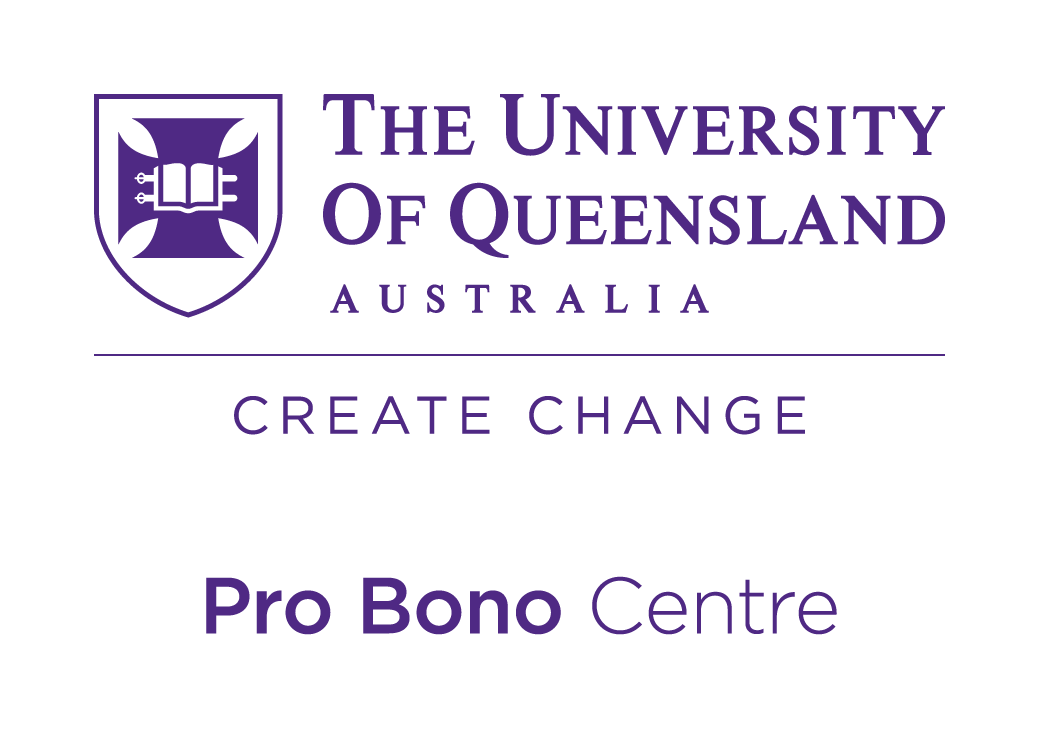 THE UNIVERSITY
OF QUEENSLAND
AUSTRALIA
CREATE CHANGE
Pro Bono Centre